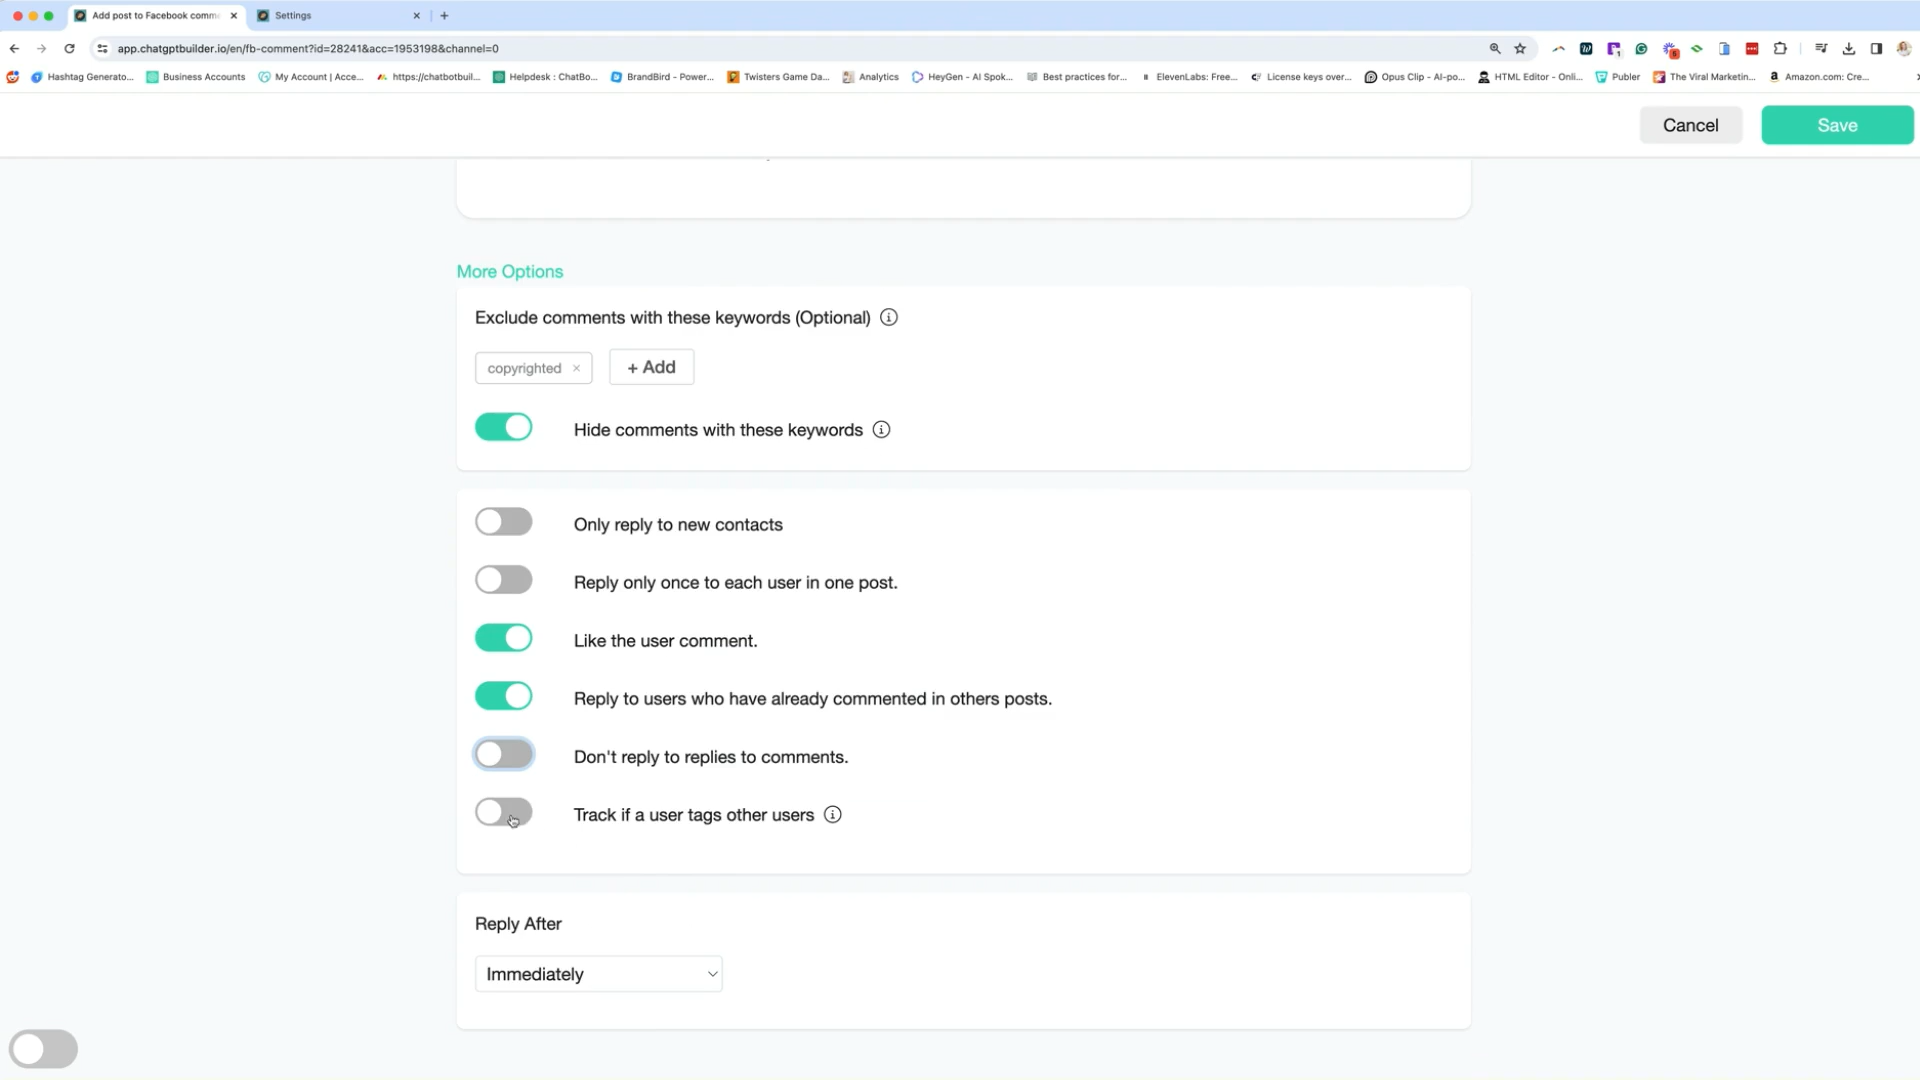 Add post to Facebook comm
Settings
app.chatgptbuilder.io/en/fb-comment?id=28241&acc=1953198&channel=0
Hashtag Generato...
Business Accounts
My Account | Acce...
https://chatbotbuil...
Helpdesk : ChatBo...
BrandBird - Power...
Twisters Game Da...
Analytics
HeyGen - AI Spok...
Best practices for...
ElevenLabs: Free...
License keys over...
Opus Clip - AI-po...
HTML Editor - Onli...
Publer
The Viral Marketin...
Amazon.com: Cre...
Cancel
Save
More Options
Exclude comments with these keywords (Optional)
copyrighted ×
+ Add
Hide comments with these keywords
Only reply to new contacts
Reply only once to each user in one post.
Like the user comment.
Reply to users who have already commented in others posts.
Don't reply to replies to comments.
Track if a user tags other users
Reply After
Immediately